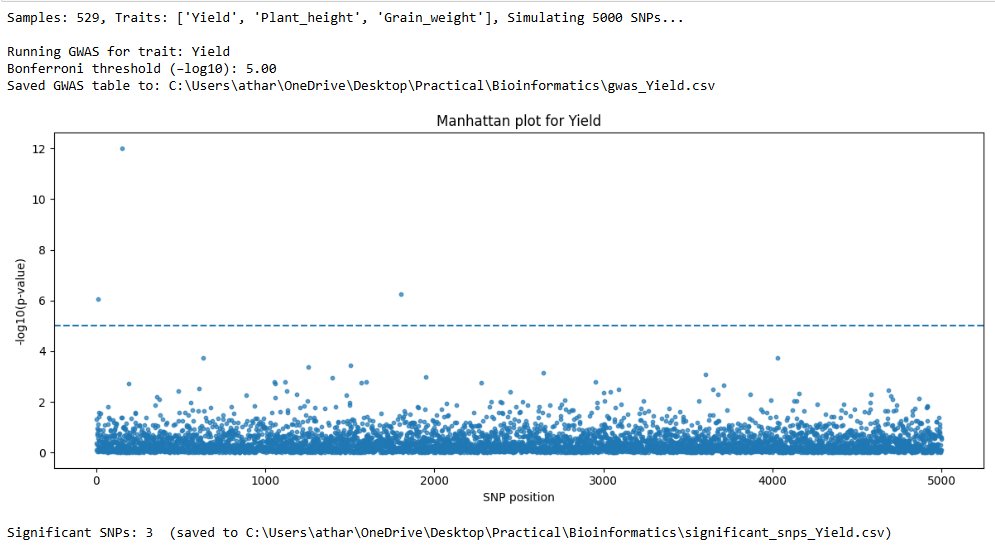 Samples: 529, Traits: ['Yield', 'Plant_height', 'Grain_weight'], Simulating 5000 SNPs...
Running GWAS for trait: Yield
Bonferroni threshold (−log10): 5.00
Saved GWAS table to: C:\Users\athar\OneDrive\Desktop\Practical\Bioinformatics\gwas_Yield.csv
Manhattan plot for Yield
12
10
8
6
4
2
0
-log10(p-value)
0 1000 2000 3000 4000 5000
SNP position
Significant SNPs: 3  (saved to C:\Users\athar\OneDrive\Desktop\Practical\Bioinformatics\significant_snps_Yield.csv)